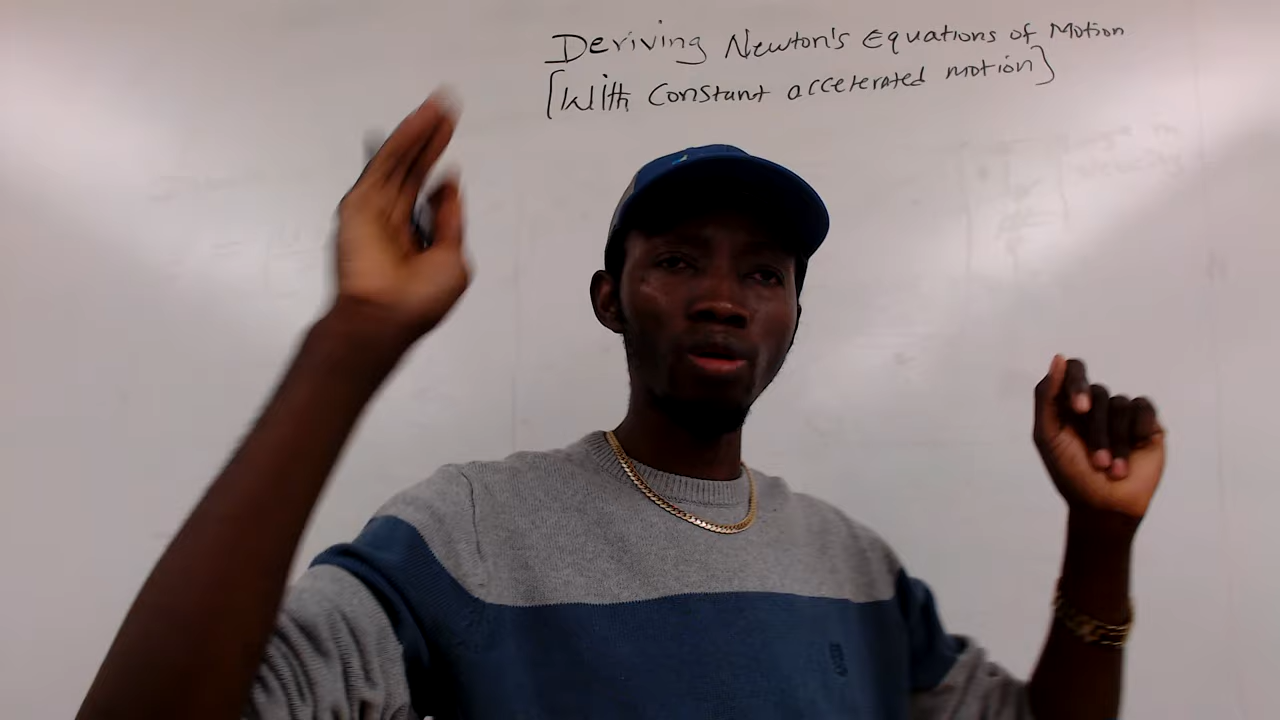 Deriving Newton's Equations of Motion
[With Constant accelerated motion]